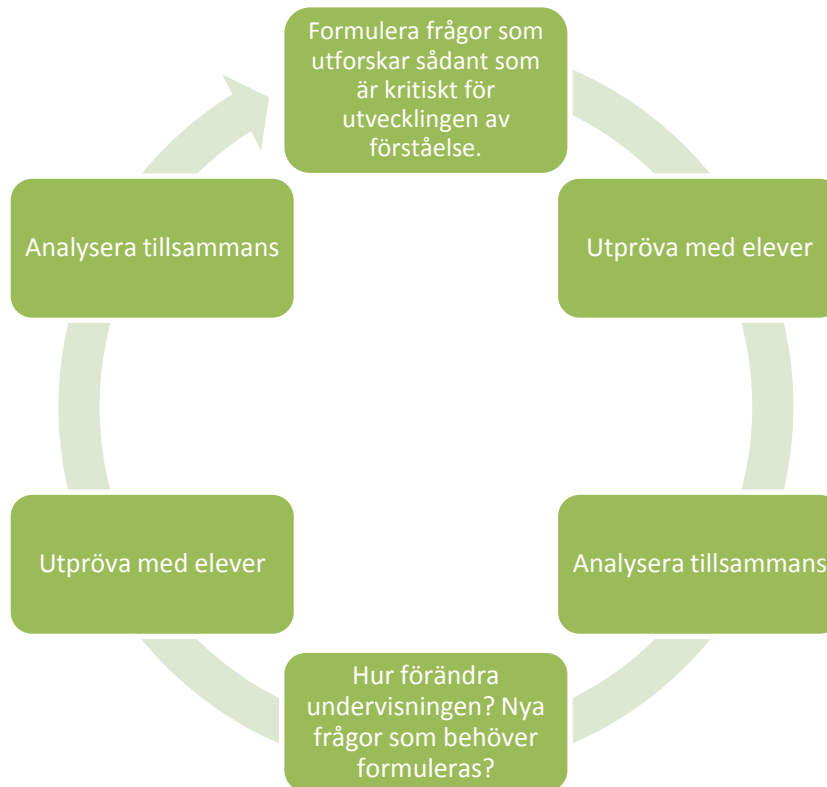 Formulera frågor som
utforskar sådant som
är kritiskt för
utvecklingen av
förståelse.
Utpröva med elever
Analysera tillsammans
Hur förändra
undervisningen? Nya
frågor som behöver
formuleras?
Utpröva med elever
Analysera tillsammans